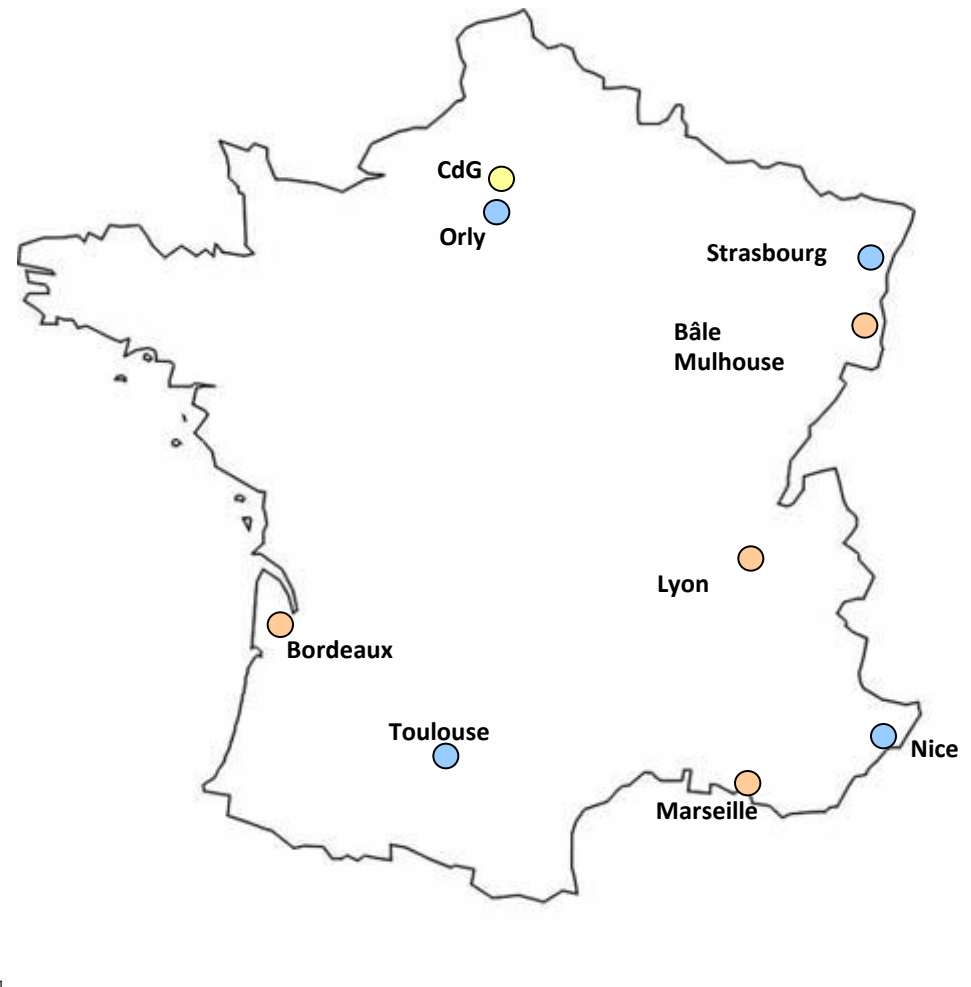 CdG
Orly
Strasbourg
Bâle
Mulhouse
Lyon
Bordeaux
Toulouse
Nice
Marseille